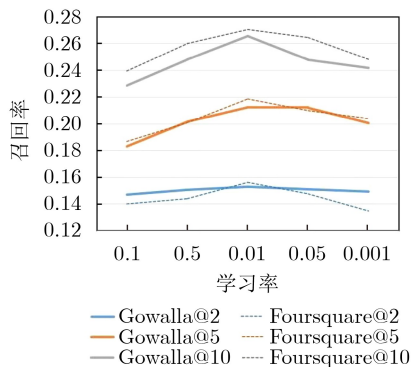 0.28
0.26
0.24
0.22
0.20
0.18
0.16
0.14
0.12
召回率
0.1 0.5 0.01 0.05 0.001
学习率
Gowalla@2 Foursquare@2
Gowalla@5 Foursquare@5
Gowalla@10 Foursquare@10